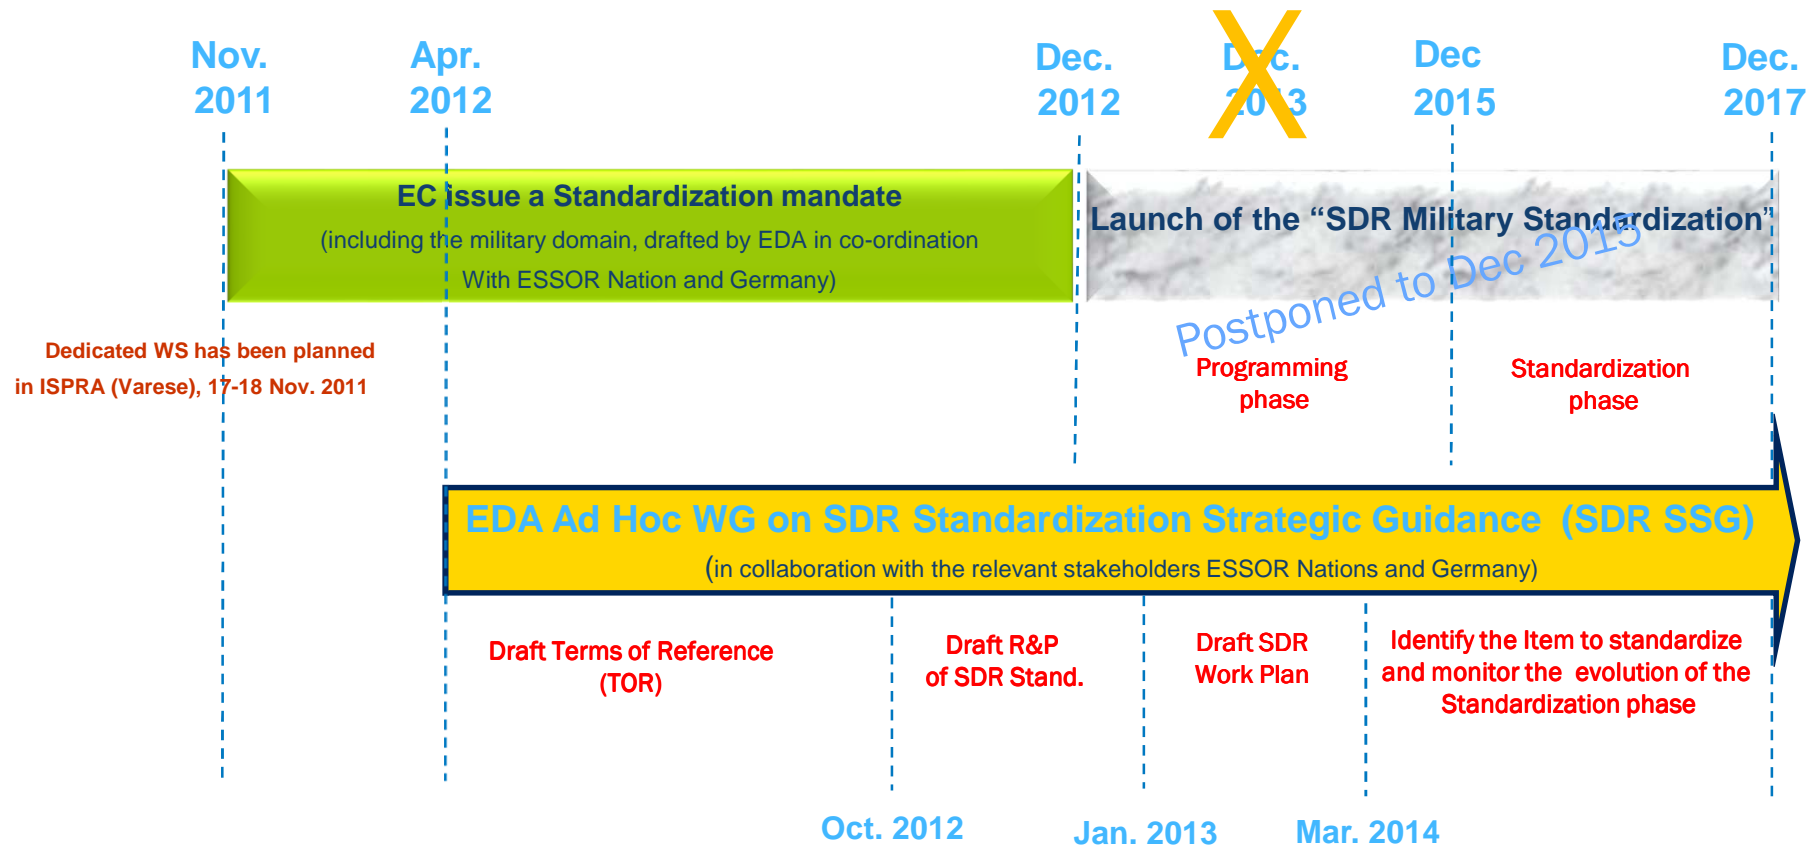 Nov.
2011
Apr.
2012
Dec.
2012
Dec.
2013
X
Dec
2015
Dec.
2017
EC issue a Standardization mandate
(including the military domain, drafted by EDA in co-ordination
With ESSOR Nation and Germany)
Launch of the “SDR Military Standardization”
Postponed to Dec 2015
Dedicated WS has been planned
in ISPRA (Varese), 17-18 Nov. 2011
Programming
phase
Standardization
phase
EDA Ad Hoc WG on SDR Standardization Strategic Guidance (SDR SSG)
(in collaboration with the relevant stakeholders ESSOR Nations and Germany)
Draft Terms of Reference
(TOR)
Draft R&P
of SDR Stand.
Draft SDR
Work Plan
Identify the Item to standardize
and monitor the evolution of the
Standardization phase
Oct. 2012
Jan. 2013
Mar. 2014